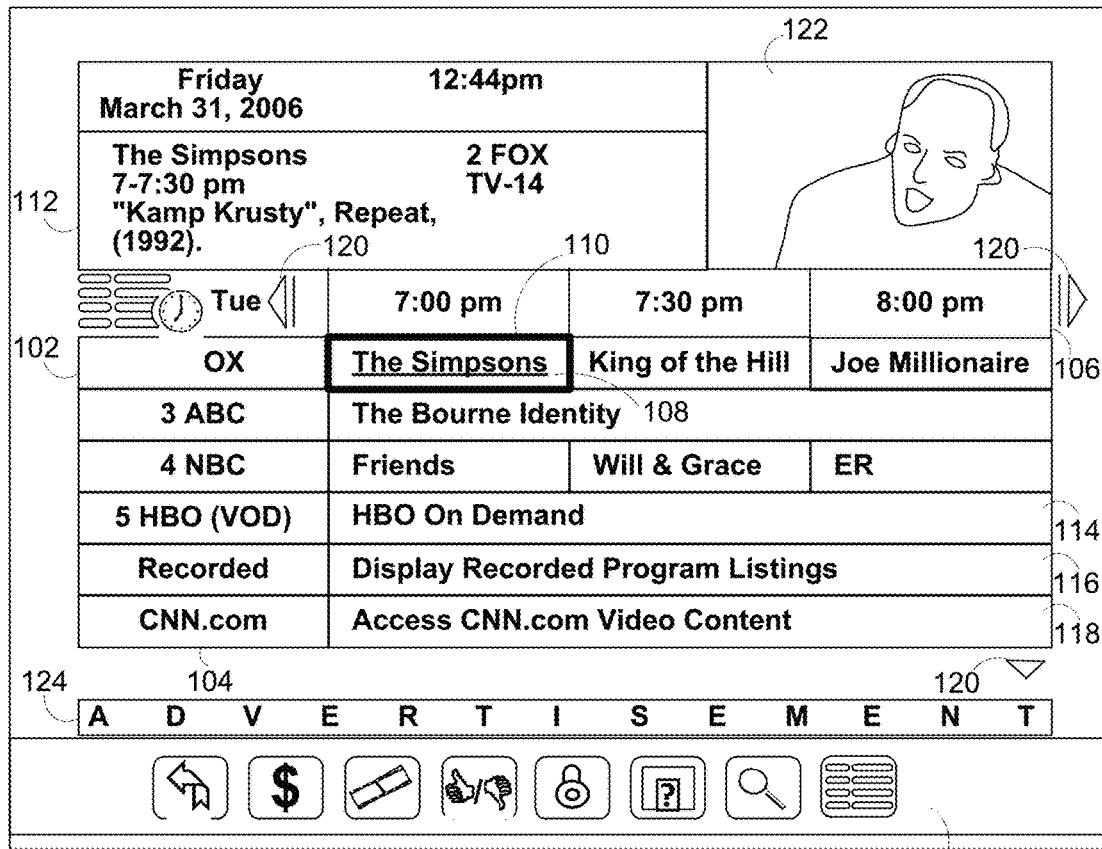 122
Friday 12:44pm
March 31, 2006
The Simpsons 2 FOX
7-7:30 pm TV-14
112
"Kamp Krusty", Repeat,
(1992).
120 110 120
Tue 7:00 pm 7:30 pm 8:00 pm
102
OX The Simpsons King of the Hill Joe Millionaire
106
3 ABC The Bourne Identity 108
4 NBC Friends Will & Grace ER
5 HBO (VOD) HBO On Demand
114
Recorded Display Recorded Program Listings
116
CNN.com Access CNN.com Video Content
118
124 104 120
A D V E R T I S E M E N T
$ ?